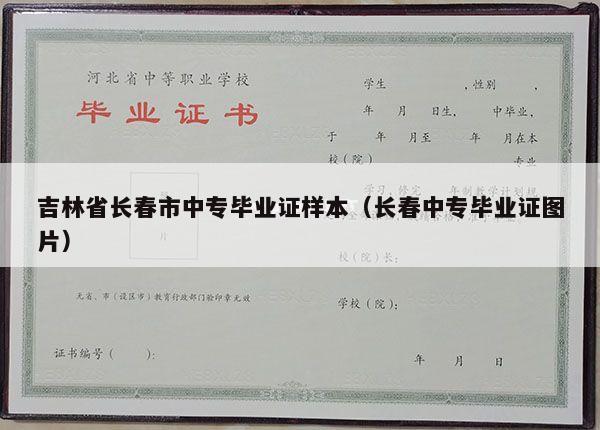 河北省中等职业学校
毕业证书
片
无省、市（设区市）教育行政部门验印章无效
证书编号（ ）：
学生 ，性别 ，
年 月 日生， 中毕业，
于 年 月至 年 月在本
校（院） 专业
学习，修完 年制教学计划规
校（院）长：
学校（院）：
年 月 日
吉林省长春市中专毕业证样本（长春中专毕业证图
片）